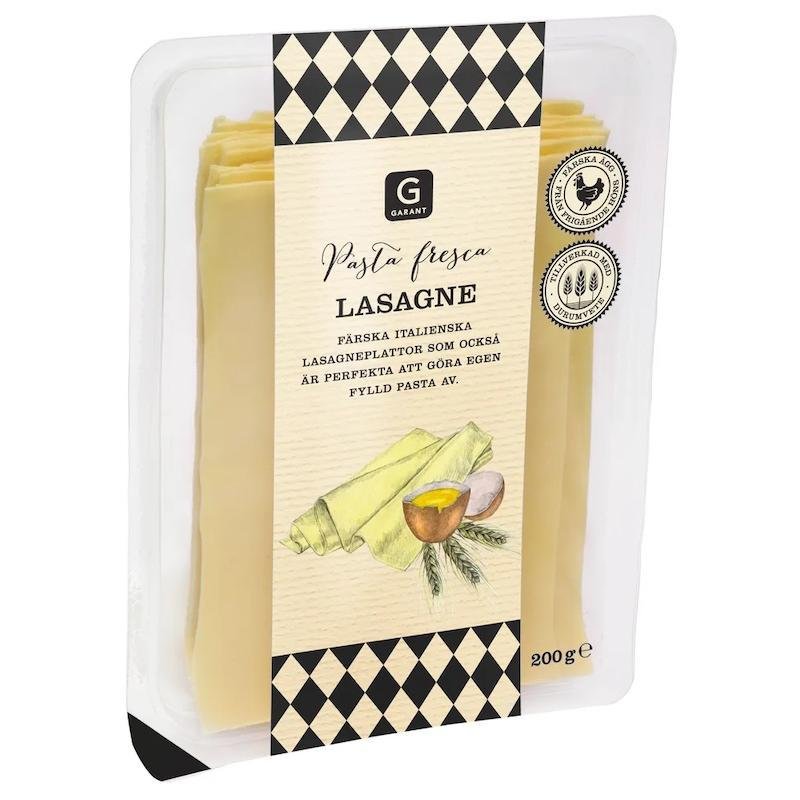 G
GARANT
Pasta fresca
LASAGNE
FÄRSKA ITALIENSKA
LASAGNEPLATTOR SOM OCKSÅ
ÄR PERFEKTA ATT GÖRA EGEN
FYLLD PASTA AV.
FÄRSKA ÄGG
FRÅN FRIGÅENDE HÖNS
TILLVERKAD MED
DURUMVETE
200 g ℮